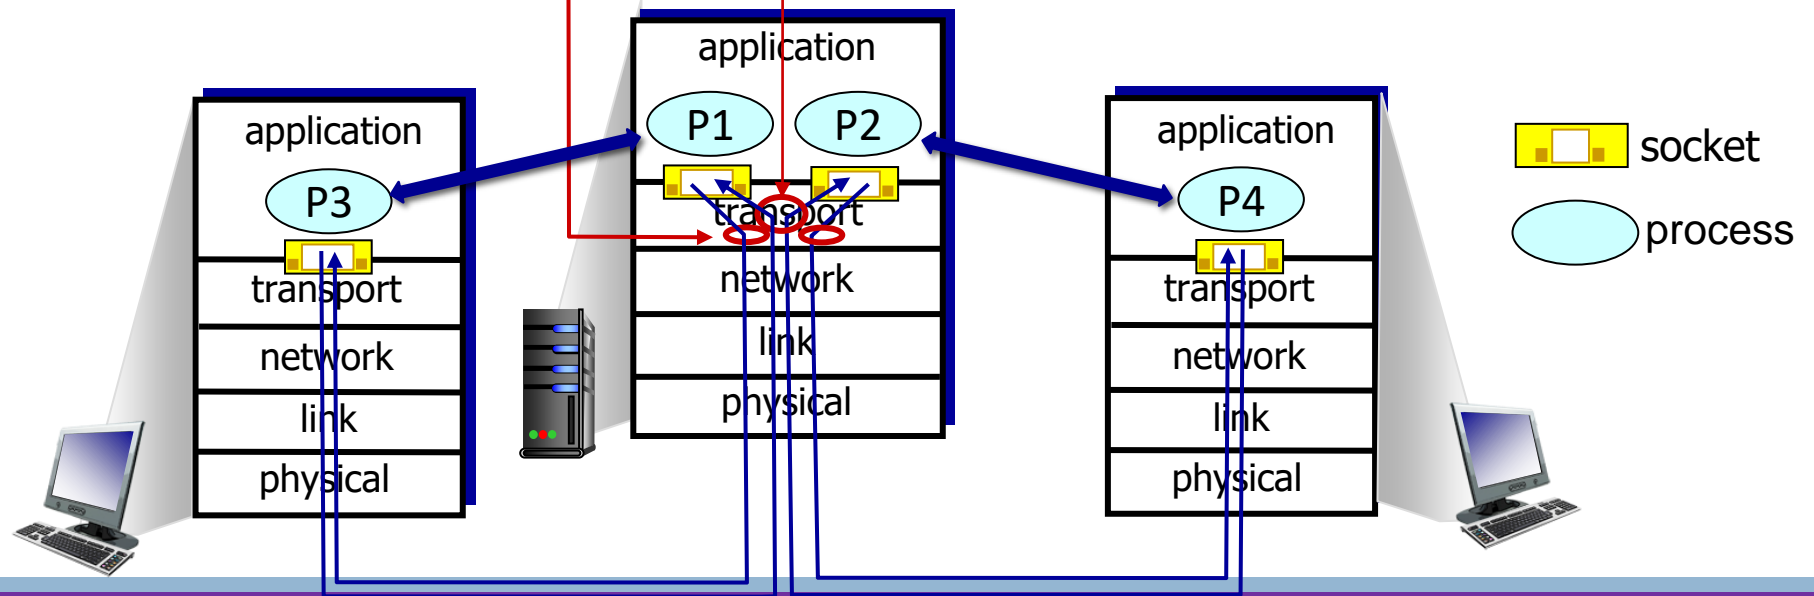 application
P3
transport
network
link
physical
application
P1
P2
transport
network
link
physical
application
P4
transport
network
link
physical
socket
process